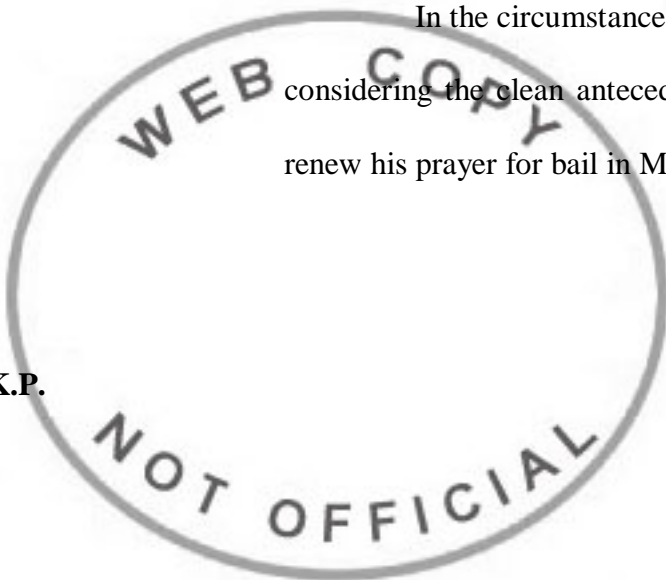 In the circumstance
WEB COPY
considering the clean anteced
renew his prayer for bail in M
K.P.
NOT OFFICIAL